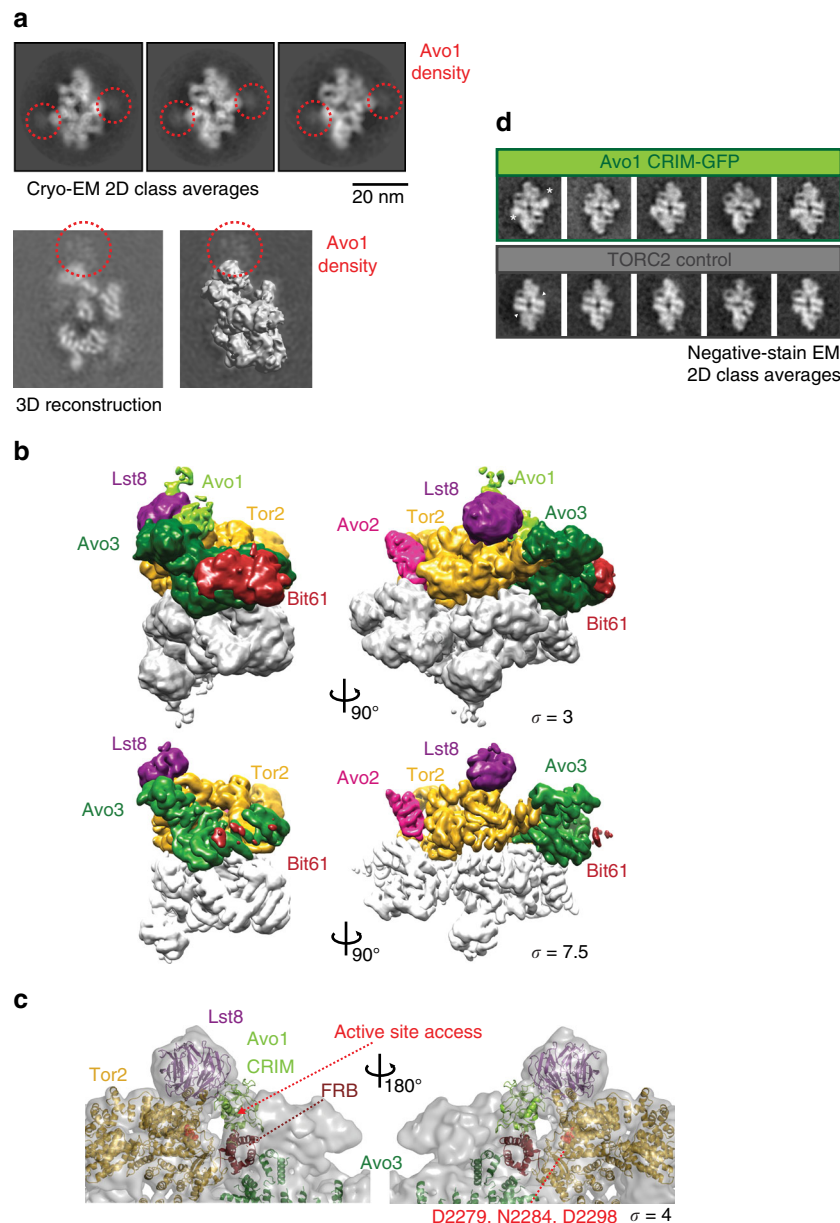 a
Avo1
density
Cryo-EM 2D class averages
20 nm
Avo1
density
3D reconstruction
d
Avo1 CRIM-GFP
*
*
TORC2 control
Negative-stain EM
2D class averages
b
Lst8
Avo1
Avo3
Tor2
Bit61
Lst8
Avo1
Avo2
Tor2
Avo3
Bit61
90°
σ = 3
Lst8
Tor2
Avo3
Bit61
Lst8
Avo2
Tor2
Avo3
Bit61
90°
σ = 7.5
c
Lst8
Avo1
CRIM
Active site access
Tor2
FRB
180°
Avo3
D2279. N2284. D2298
σ = 4